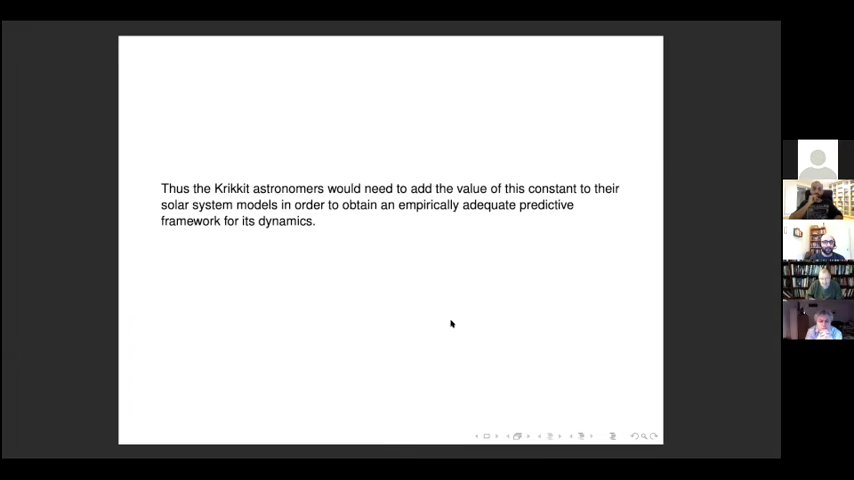 Thus the Krikkit astronomers would need to add the value of this constant to their
solar system models in order to obtain an empirically adequate predictive
framework for its dynamics.